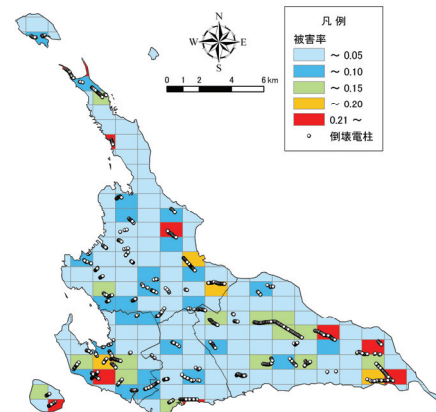 N
W E
S
0 1 2 4 6 km
凡 例
被害率
～ 0.05
～ 0.10
～ 0.15
～ 0.20
0.21 ～
倒壊電柱